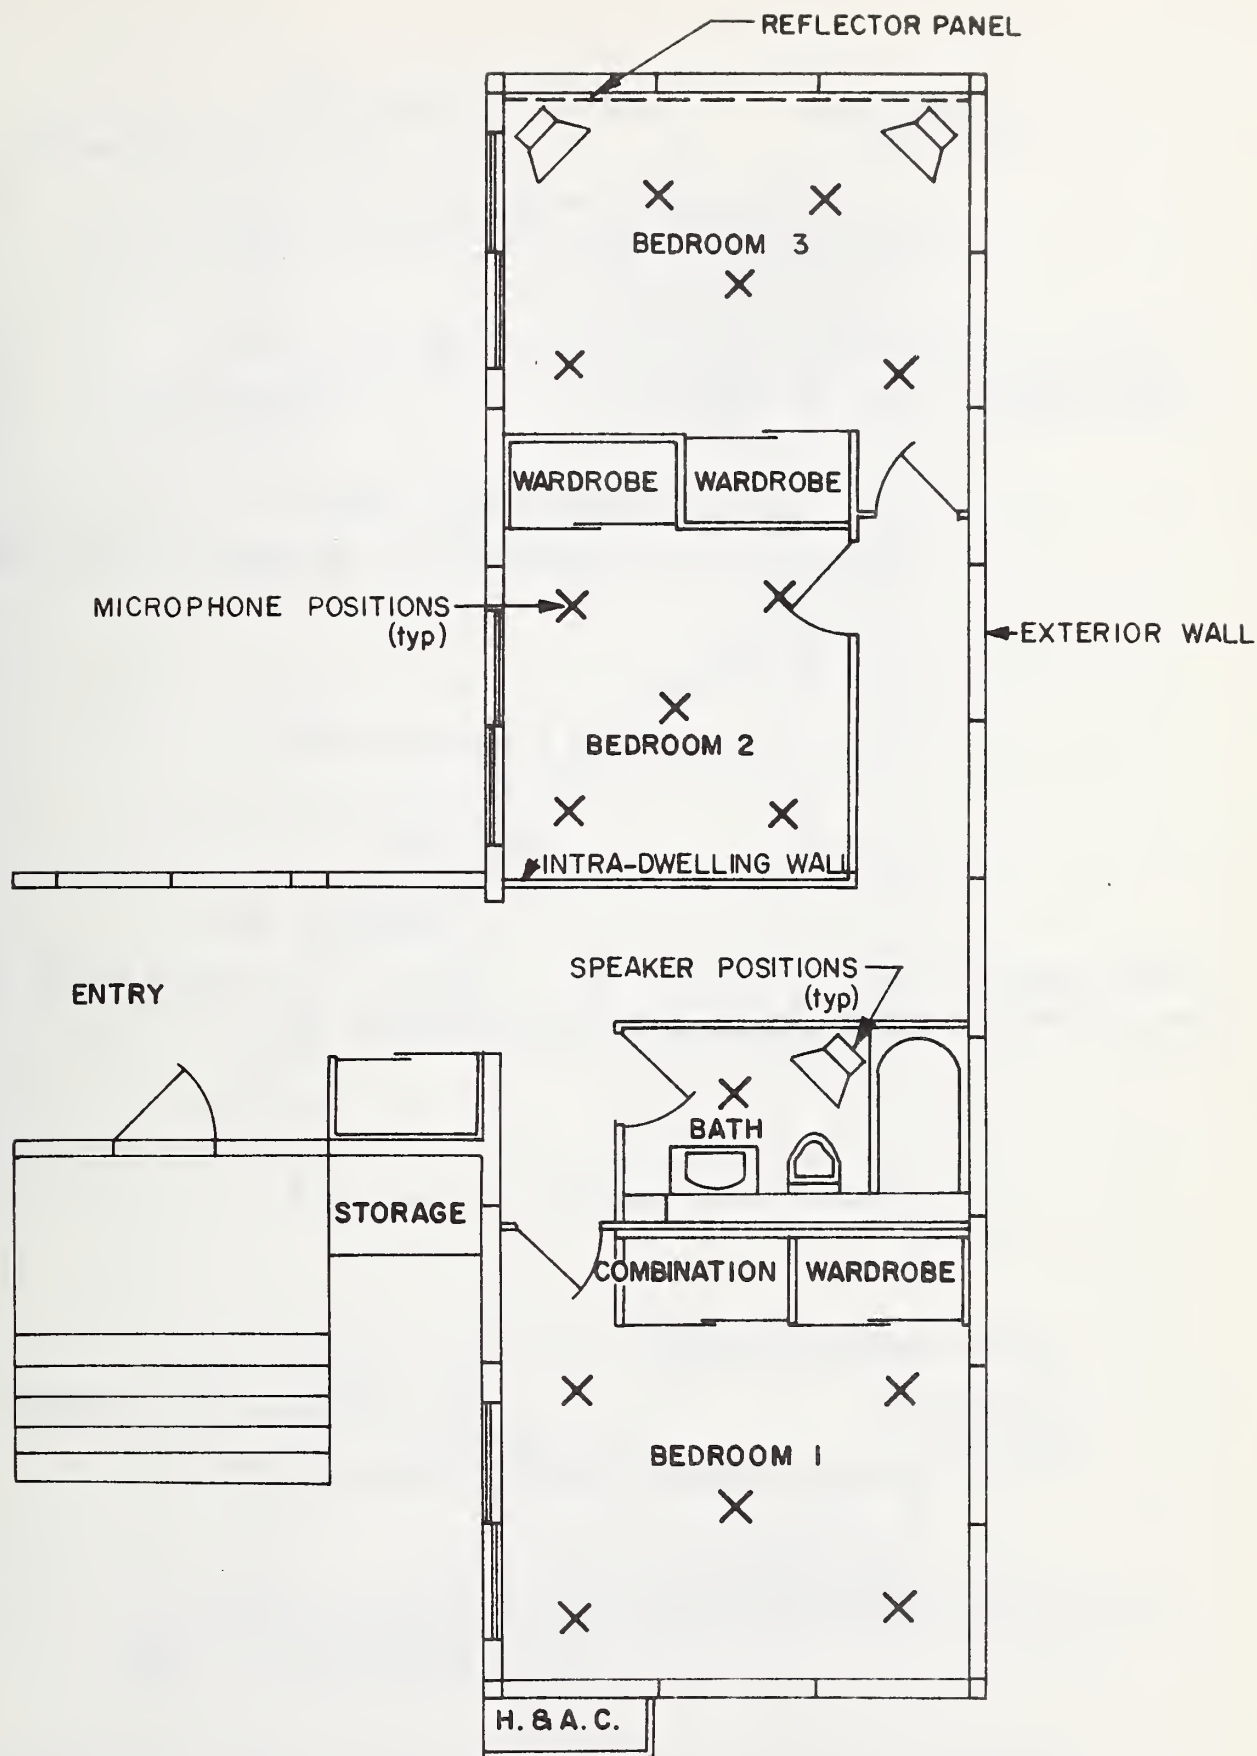 REFLECTOR PANEL
BEDROOM 3
WARDROBE
WARDROBE
MICROPHONE POSITIONS
(typ)
EXTERIOR WALL
BEDROOM 2
INTRA-DWELLING WALL
SPEAKER POSITIONS
(typ)
ENTRY
BATH
STORAGE
COMBINATION WARDROBE
BEDROOM 1
H. & A. C.